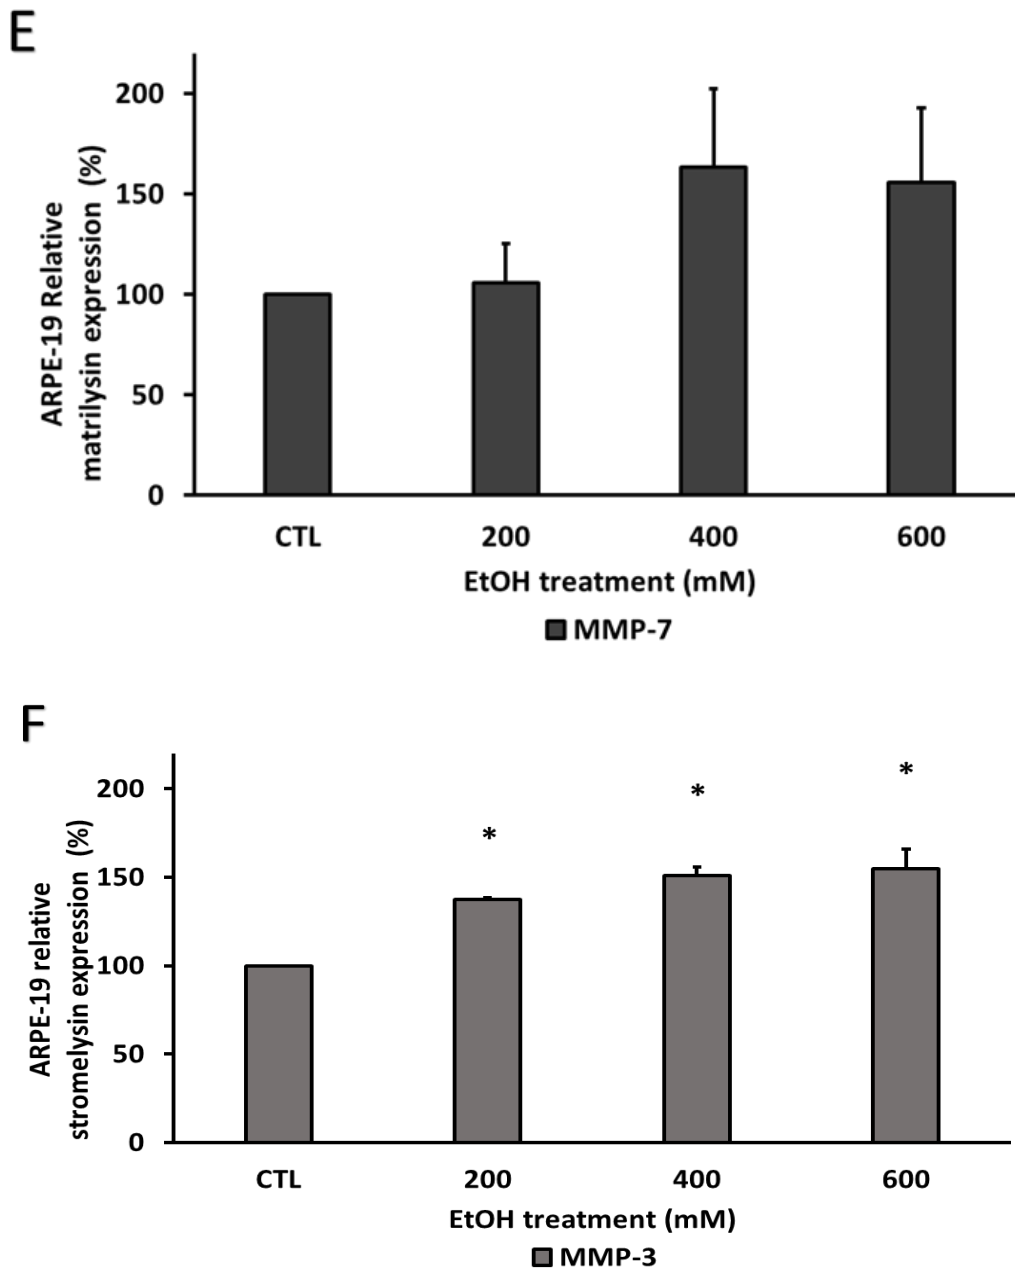 E
ARPE-19 Relative
matrilysin expression (%)
200
150
100
50
0
CTL 200 400 600
EtOH treatment (mM)
MMP-7
F
ARPE-19 relative
stromelysin expression (%)
* * *
200
150
100
50
0
CTL 200 400 600
EtOH treatment (mM)
MMP-3